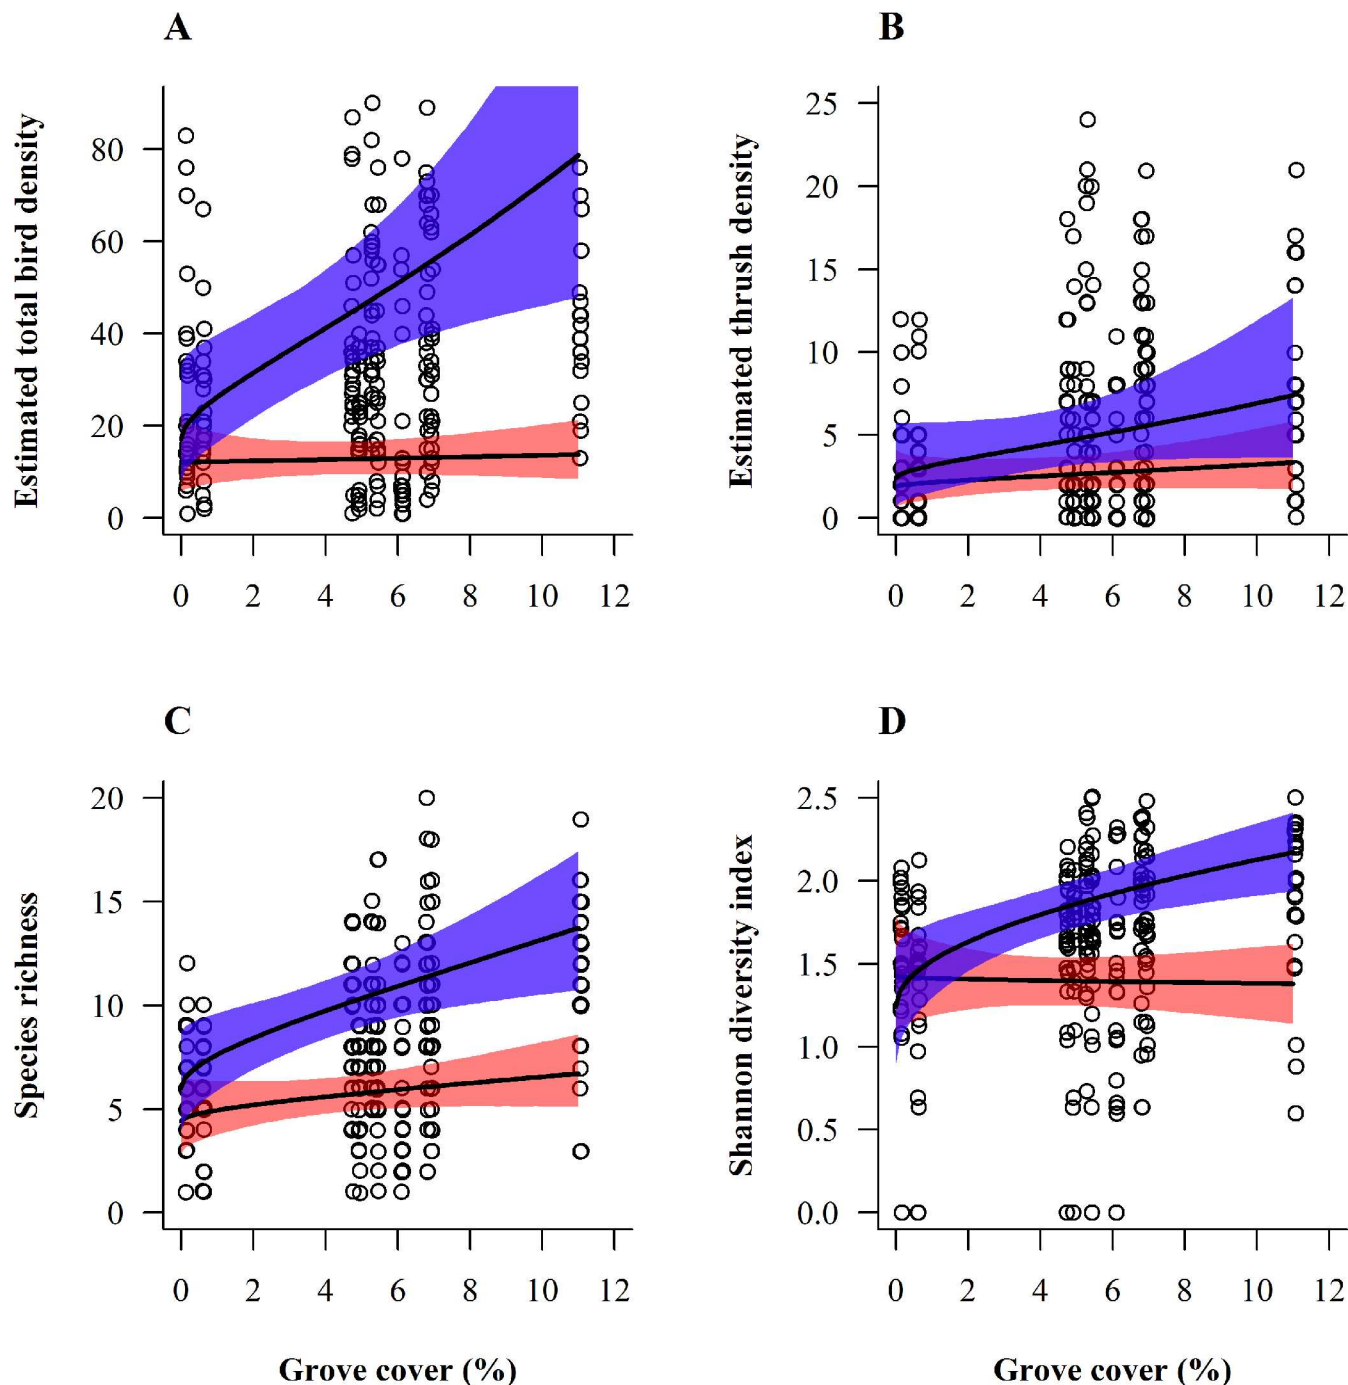 A
B
Estimated total bird density
80
60
40
20
0
0 2 4 6 8 10 12
Estimated thrush density
25
20
15
10
5
0
0 2 4 6 8 10 12
C
D
Species richness
20
15
10
5
0
0 2 4 6 8 10 12
Grove cover (%)
Shannon diversity index
2.5
2.0
1.5
1.0
0.5
0.0
0 2 4 6 8 10 12
Grove cover (%)